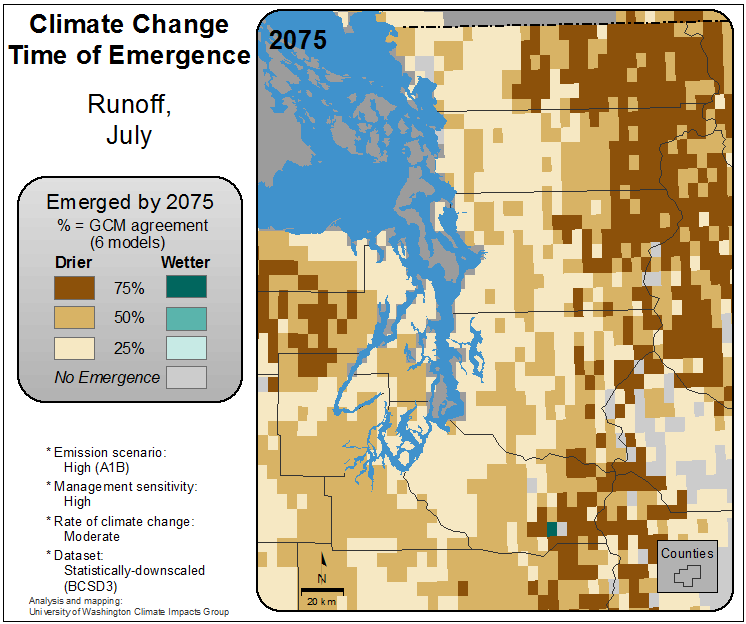 Climate Change
Time of Emergence
Runoff,
July
Emerged by 2075
% = GCM agreement
(6 models)
Drier Wetter
75%
50%
25%
No Emergence
* Emission scenario:
High (A1B)
* Management sensitivity:
High
* Rate of climate change:
Moderate
* Dataset:
Statistically-downscaled
(BCSD3)
Analysis and mapping:
University of Washington Climate Impacts Group
2075
N
20 km
Counties